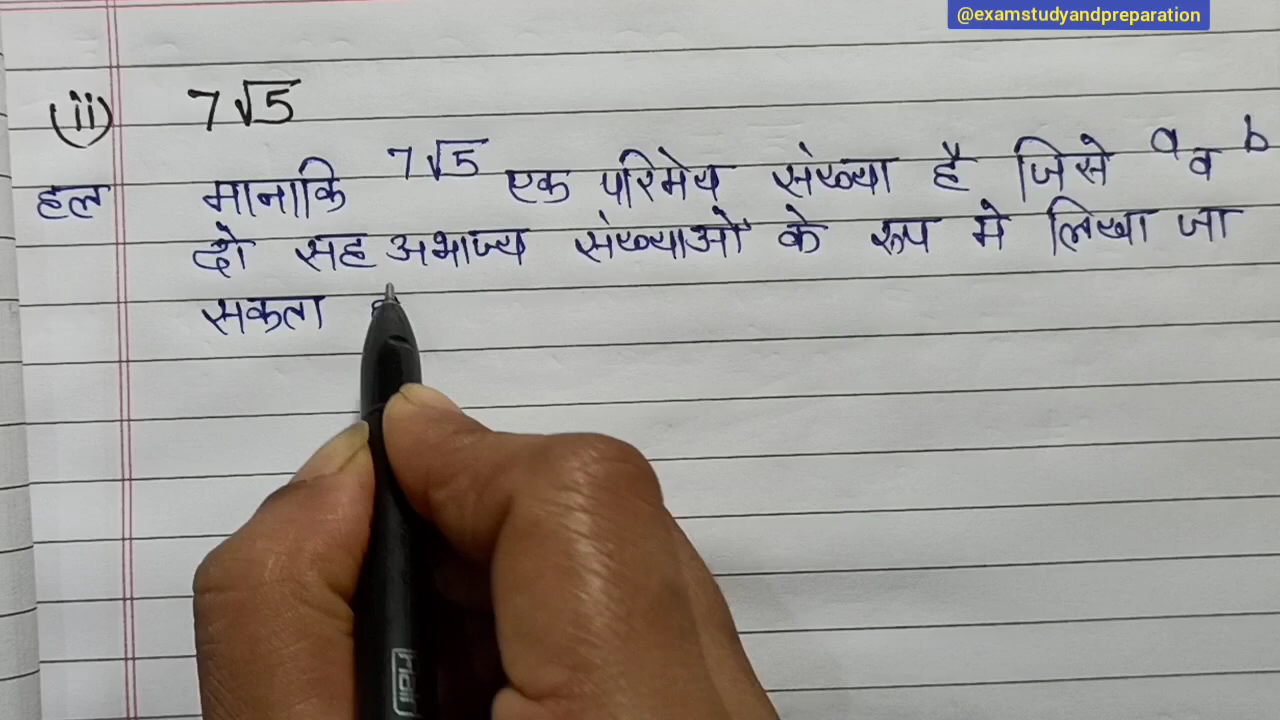 @examstudyandpreparation
(ii) 7√5
हल मानाकि 7√5 एक परिमेय संख्या है जिसे a व b
दो सह अभाज्य संख्याओं के रूप मे लिखा जा
सकता